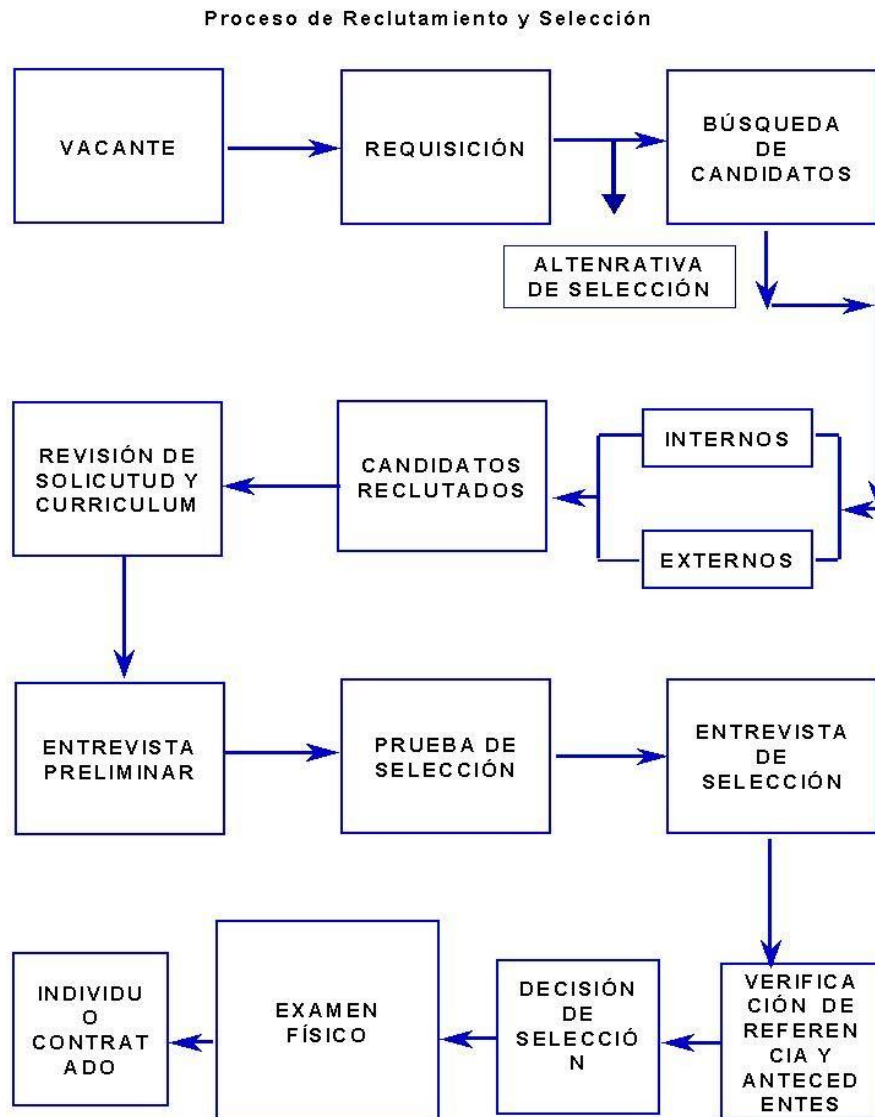 Proceso de Reclutamiento y Selección
VACANTE
REQUISICIÓN
BÚSQUEDA
DE
CANDIDATOS
ALTENRATIVA
DE SELECCIÓN
REVISIÓN DE
SOLICUTUD Y
CURRICULUM
CANDIDATOS
RECLUTADOS
INTERNOS
EXTERNOS
ENTREVISTA
PRELIMINAR
PRUEBA DE
SELECCIÓN
ENTREVISTA
DE
SELECCIÓN
INDIVIDU
O
CONTRAT
ADO
EXAMEN
FÍSICO
DECISIÓN
DE
SELECCIÓ
N
VERIFICA
CIÓN DE
REFEREN
CIA Y
ANTECED
ENTES